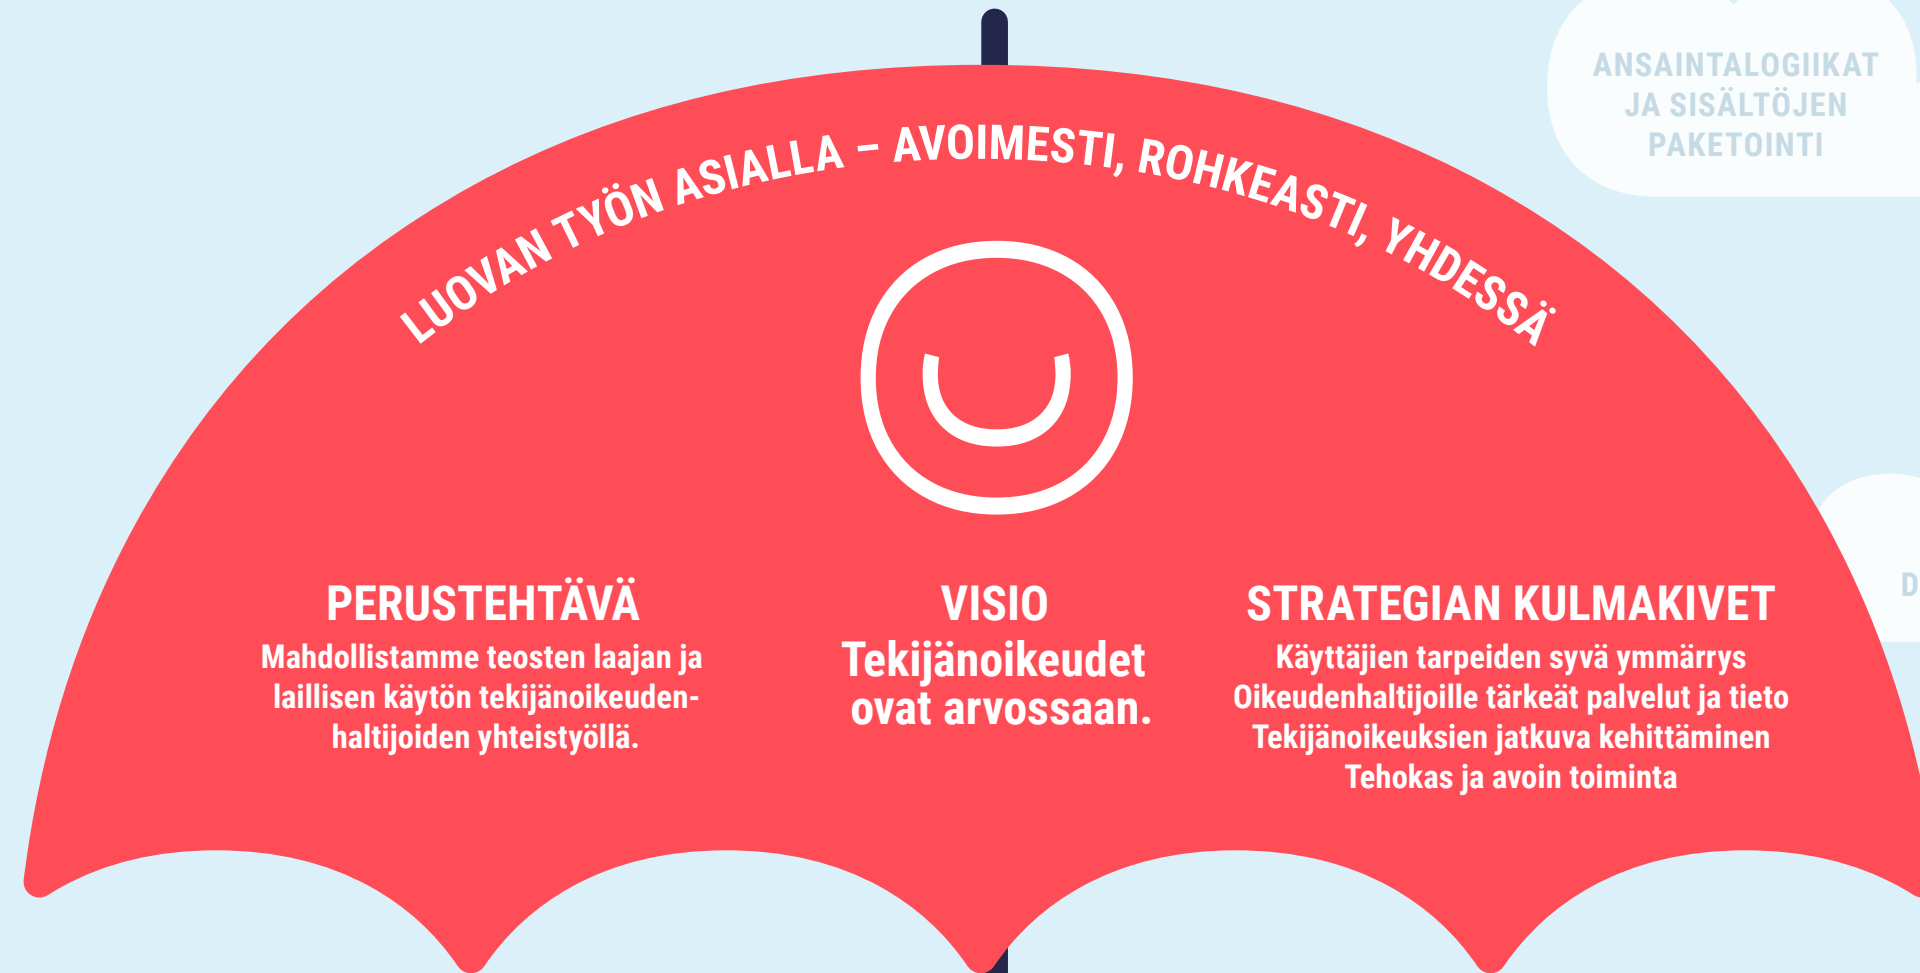 ANSAINTALOGIIKAT
JA SISÄLTÖJEN
PAKETOINTI
LUOVAN TYÖN ASIALLA – AVOIMESTI, ROHKEASTI, YHDESSÄ
PERUSTEHTÄVÄ
Mahdollistamme teosten laajan ja
laillisen käytön tekijänoikeuden-
haltijoiden yhteistyöllä.
VISIO
Tekijänoikeudet
ovat arvossaan.
STRATEGIAN KULMAKIVET
Käyttäjien tarpeiden syvä ymmärrys
Oikeudenhaltijoille tärkeät palvelut ja tieto
Tekijänoikeuksien jatkuva kehittäminen
Tehokas ja avoin toiminta